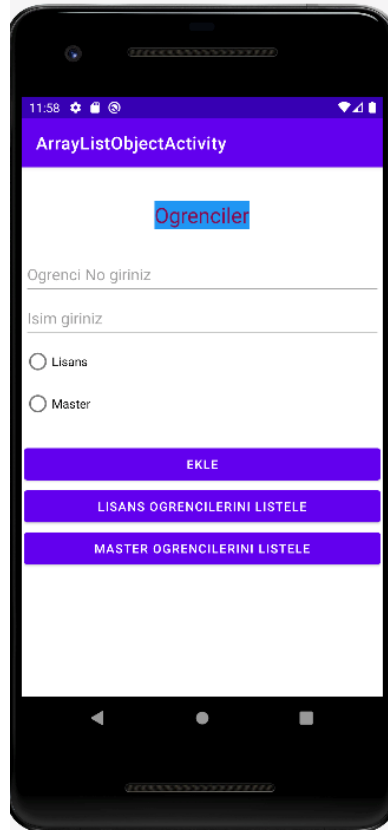 11:58
ArrayListObjectActivity
Ogrenciler
Ogrenci No giriniz
Isim giriniz
Lisans
Master
EKLE
LISANS OGRENCILERINI LISTELE
MASTER OGRENCILERINI LISTELE